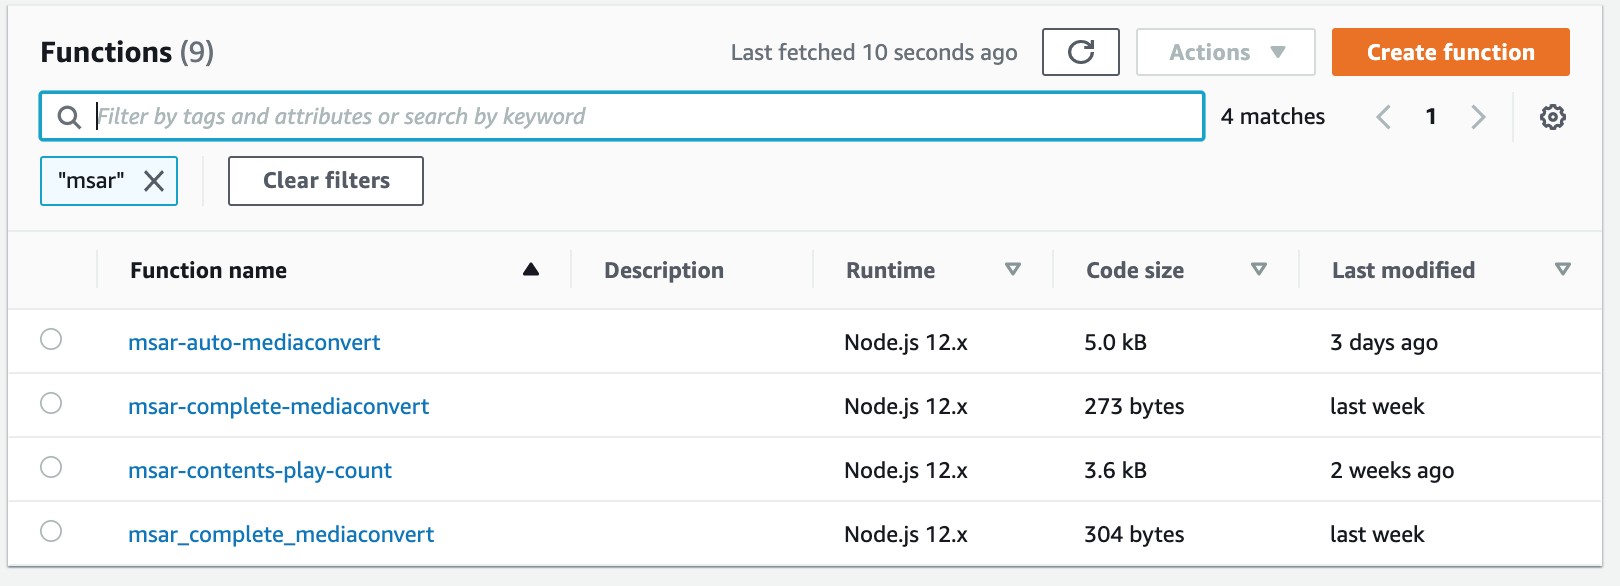 Functions (9) Last fetched 10 seconds ago Actions Create function
Filter by tags and attributes or search by keyword 4 matches 1
"msar" Clear filters
Function name Description Runtime Code size Last modified
msar-auto-mediaconvert Node.js 12.x 5.0 kB 3 days ago
msar-complete-mediaconvert Node.js 12.x 273 bytes last week
msar-contents-play-count Node.js 12.x 3.6 kB 2 weeks ago
msar_complete_mediaconvert Node.js 12.x 304 bytes last week